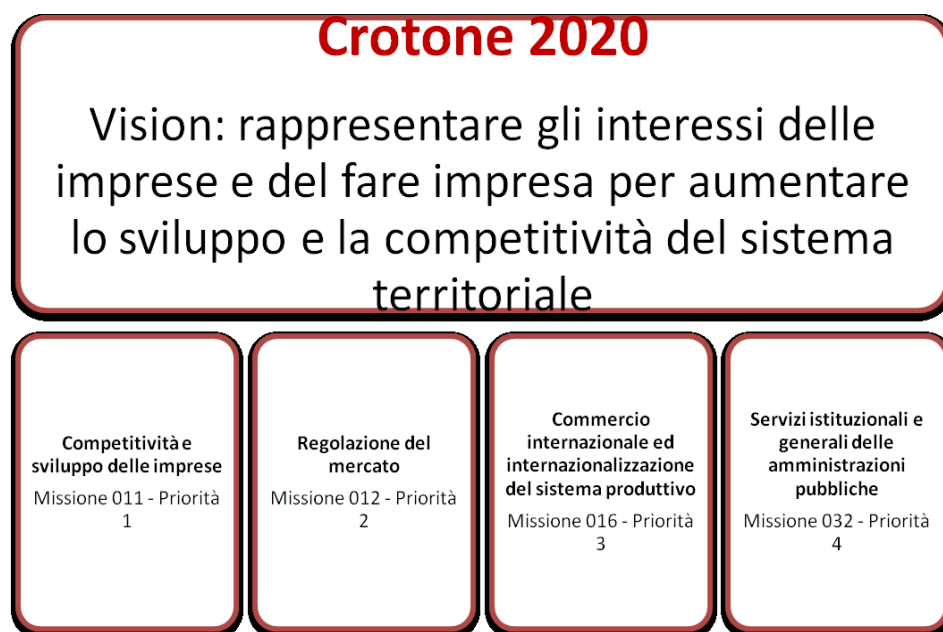 Crotone 2020
Vision: rappresentare gli interessi delle
imprese e del fare impresa per aumentare
lo sviluppo e la competitività del sistema
territoriale
Competitività e
sviluppo delle imprese
Missione 011 - Priorità
1
Regolazione del
mercato
Missione 012 - Priorità
2
Commercio
internazionale ed
internazionalizzazione
del sistema produttivo
Missione 016 - Priorità
3
Servizi istituzionali e
generali delle
amministrazioni
pubbliche
Missione 032 - Priorità
4